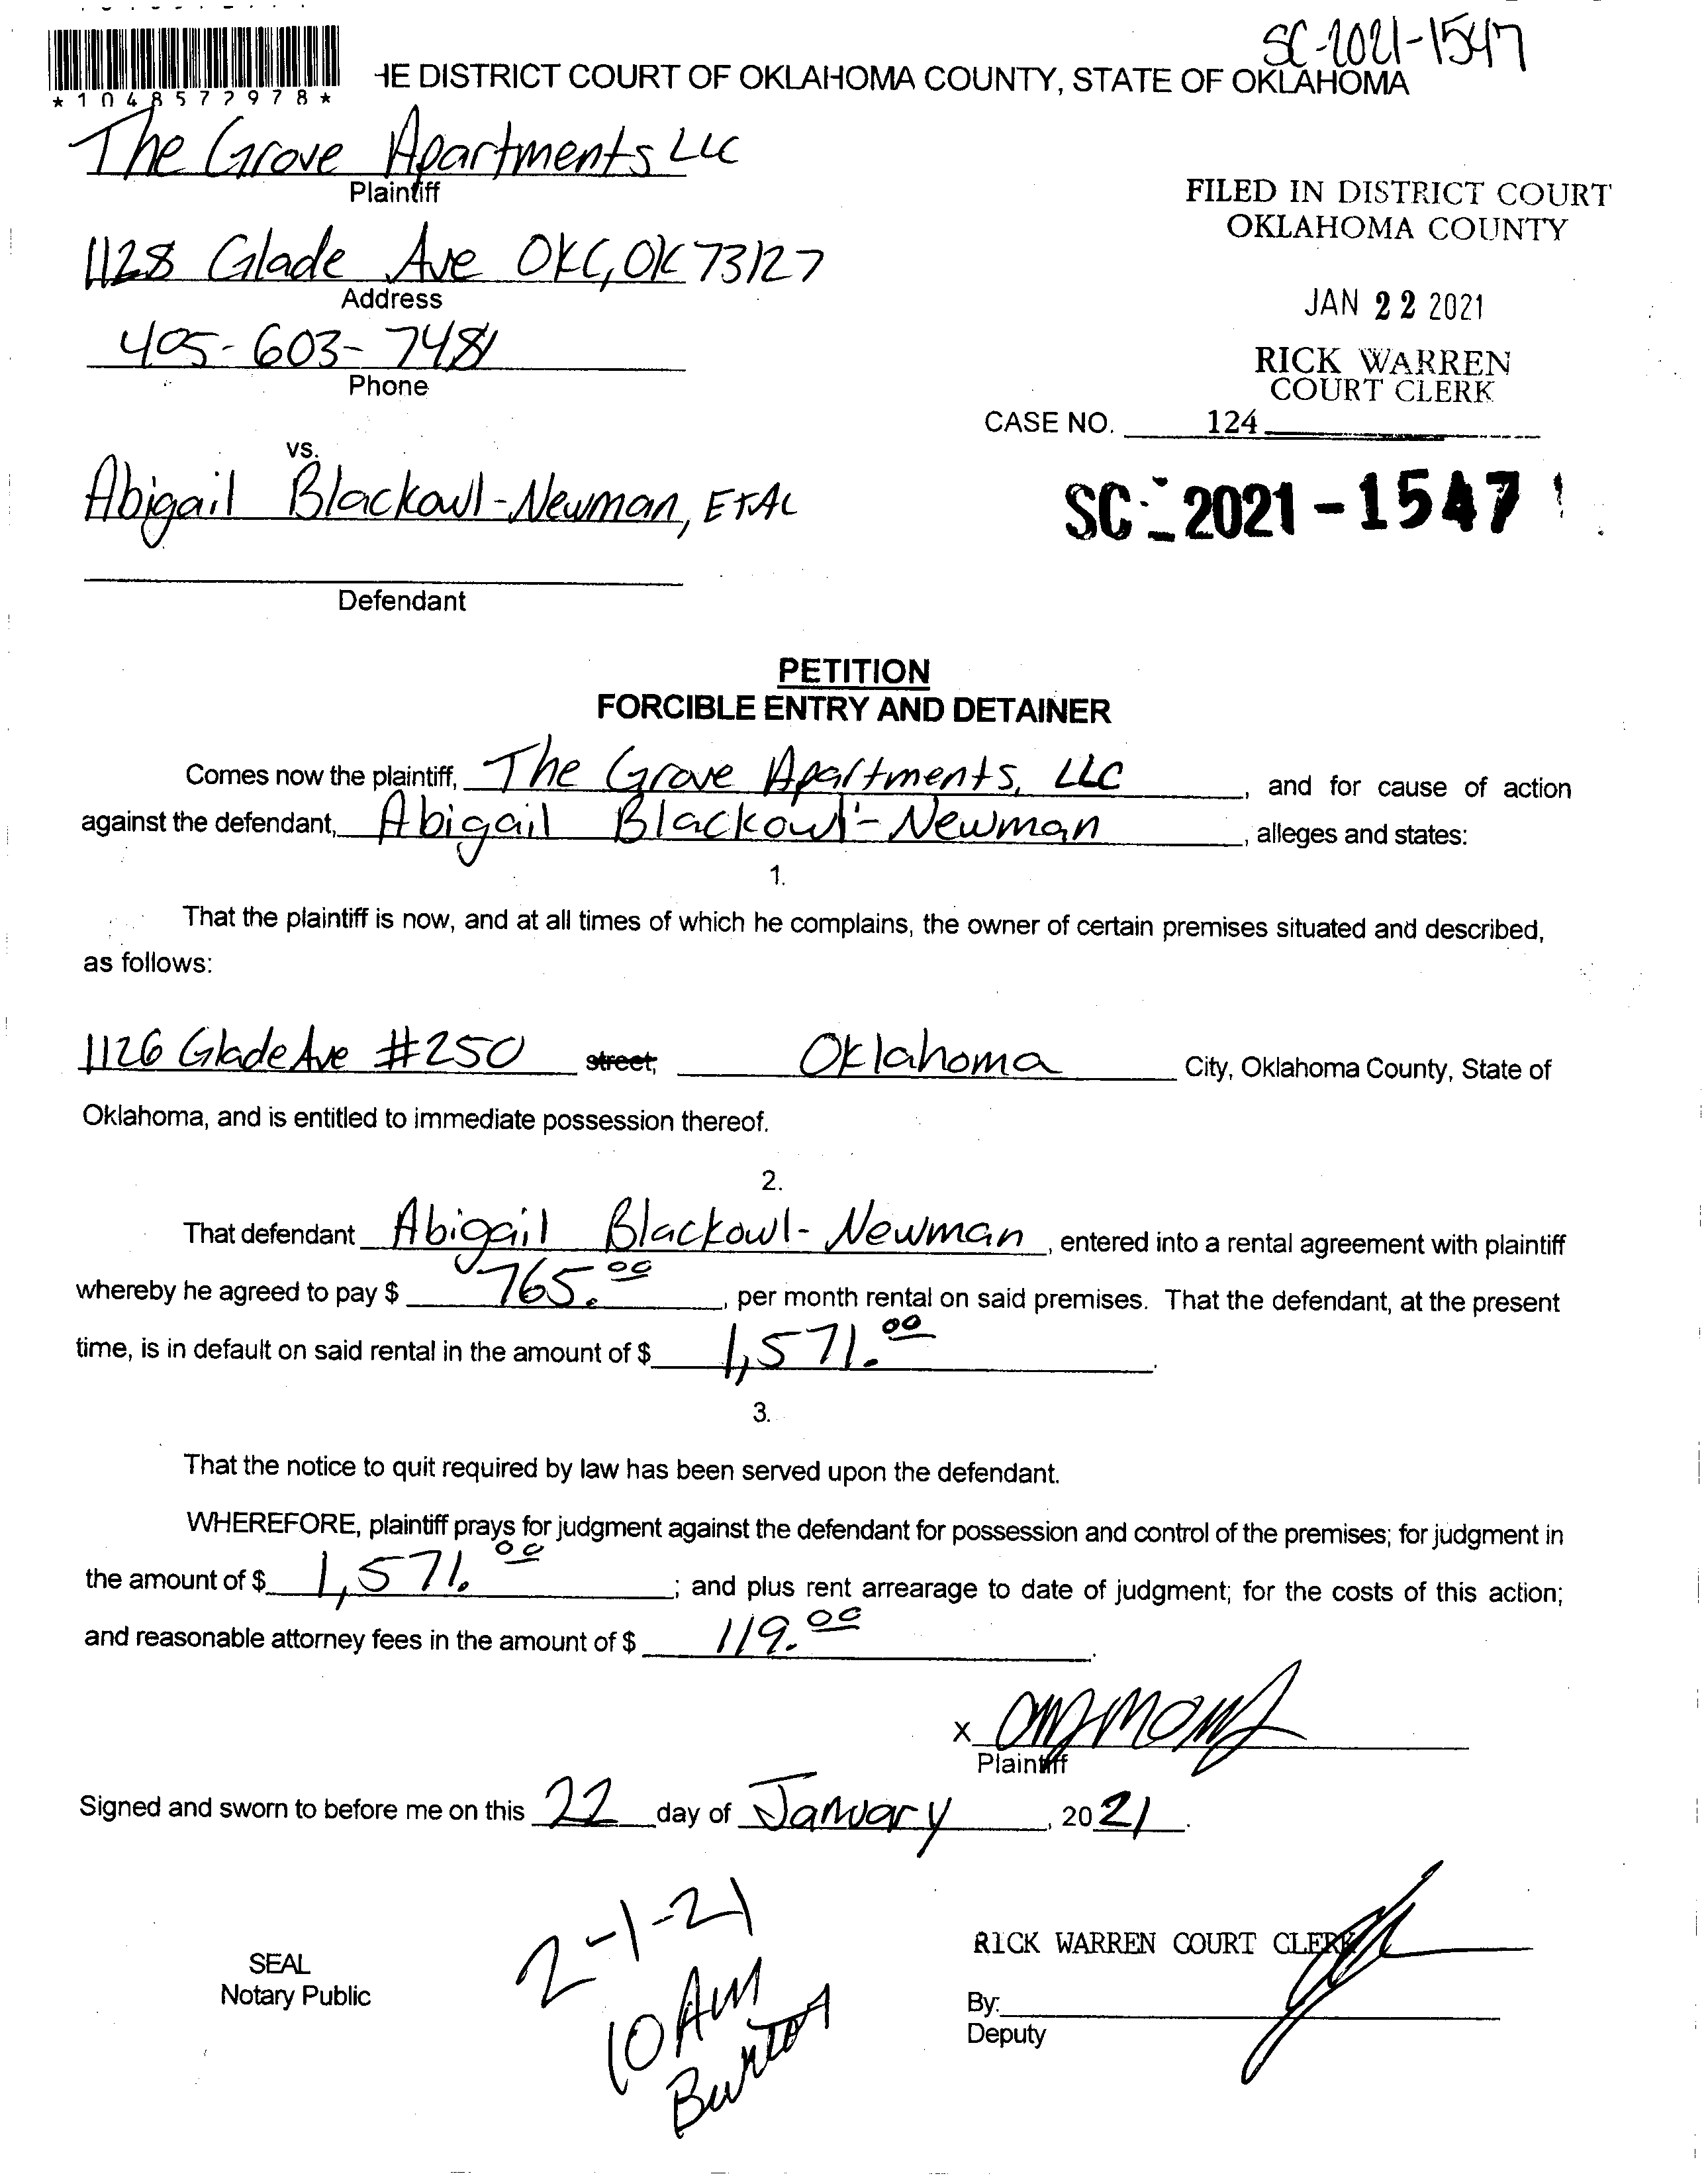 SC-2021-1547
HE DISTRICT COURT OF OKLAHOMA COUNTY, STATE OF OKLAHOMA
*1048572978*
The Grove Apartments LLC
Plaintiff
FILED IN DISTRICT COURT
OKLAHOMA COUNTY
1128 Glade Ave OKC, OK 73127
Address
JAN 22 2021
405-603-7481
Phone
RICK WARREN
COURT CLERK
CASE NO. 124
vs.
Abigail Blackowl-Newman, ETAL
SC-2021-1547
Defendant
PETITION
FORCIBLE ENTRY AND DETAINER
Comes now the plaintiff, The Grove Apartments, LLC, and for cause of action
against the defendant, Abigail Blackowl-Newman, alleges and states:
1.
That the plaintiff is now, and at all times of which he complains, the owner of certain premises situated and described,
as follows:
1126 Glade Ave #250 street, Oklahoma City, Oklahoma County, State of
Oklahoma, and is entitled to immediate possession thereof.
2.
That defendant Abigail Blackowl-Newman, entered into a rental agreement with plaintiff
whereby he agreed to pay $ 765.00, per month rental on said premises. That the defendant, at the present
time, is in default on said rental in the amount of $ 1,571.00.
3.
That the notice to quit required by law has been served upon the defendant.
WHEREFORE, plaintiff prays for judgment against the defendant for possession and control of the premises; for judgment in
the amount of $ 1,571.00; and plus rent arrearage to date of judgment; for the costs of this action;
and reasonable attorney fees in the amount of $ 119.00.
X
Plaintiff
Signed and sworn to before me on this 22 day of January, 2021.
2-1-21
10 AM
Burton
SEAL
Notary Public
RICK WARREN COURT CLERK
By:
Deputy